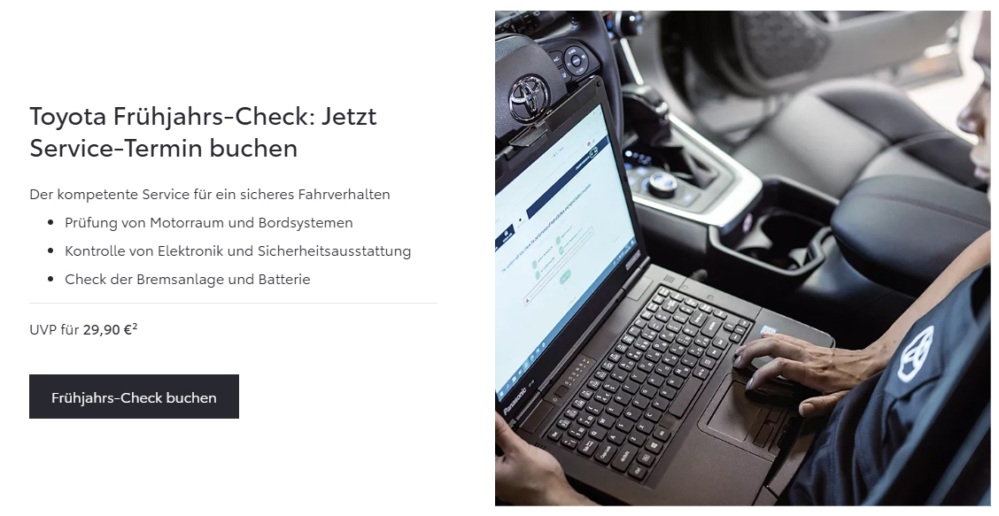 Toyota Frühjahrs-Check: Jetzt
Service-Termin buchen
Der kompetente Service für ein sicheres Fahrverhalten
• Prüfung von Motorraum und Bordsystemen
• Kontrolle von Elektronik und Sicherheitsausstattung
• Check der Bremsanlage und Batterie
UVP für 29,90 €²
Frühjahrs-Check buchen
Panasonic